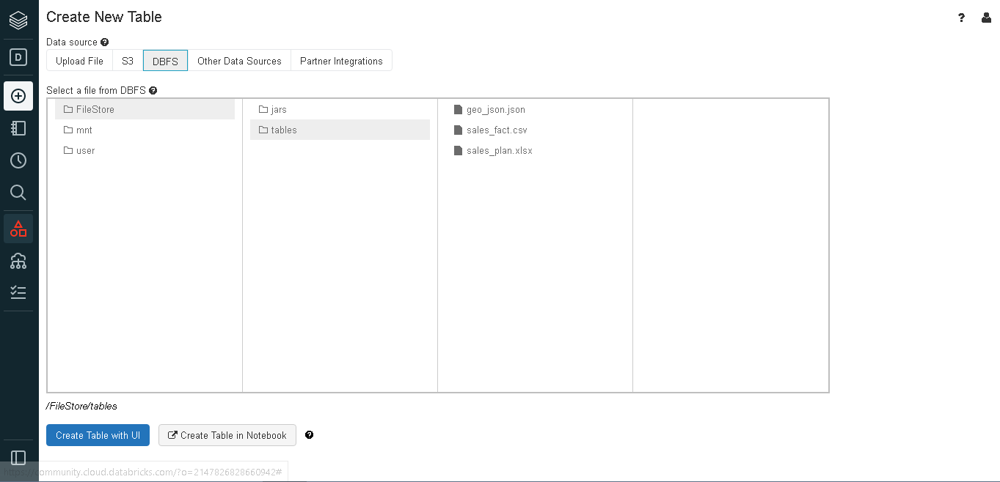 Create New Table
?
Data source ?
D
Upload File S3 DBFS Other Data Sources Partner Integrations
Select a file from DBFS ?
FileStore
mnt
user
jars
tables
geo_json.json
sales_fact.csv
sales_plan.xlsx
/FileStore/tables
Create Table with UI Create Table in Notebook ?
https://community.cloud.databricks.com/?o=2147826828660942#